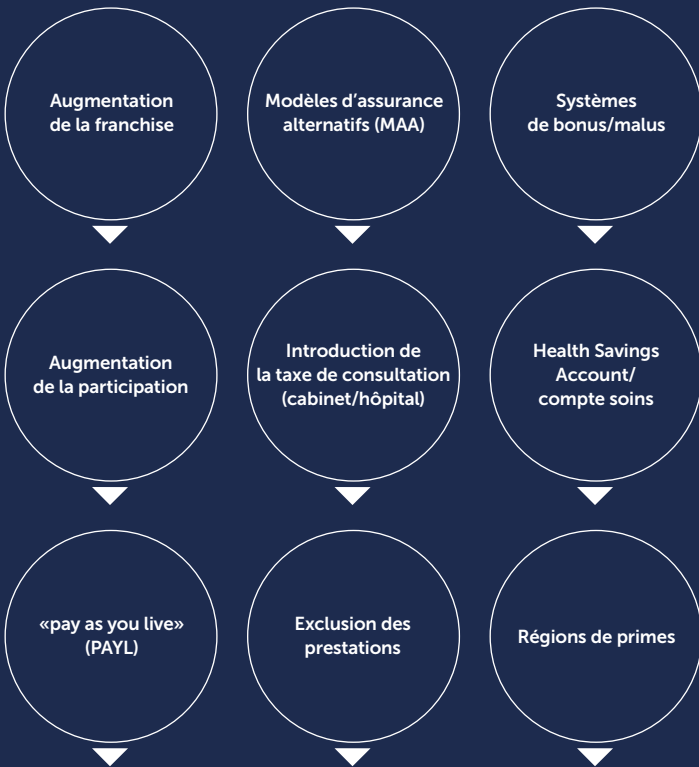 Augmentation
de la franchise
Modèles d’assurance
alternatifs (MAA)
Systèmes
de bonus/malus
Augmentation
de la participation
Introduction de
la taxe de consultation
(cabinet/hôpital)
Health Savings
Account/
compte soins
«pay as you live»
(PAYL)
Exclusion des
prestations
Régions de primes